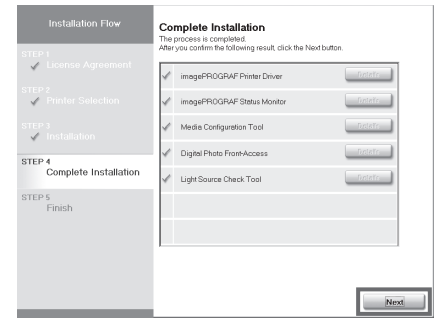 Installation Flow
STEP 1
License Agreement
STEP 2
Printer Selection
STEP 3
Installation
STEP 4
Complete Installation
STEP 5
Finish
Complete Installation
The process is completed.
After you confirm the following result, click the Next button.
imagePROGRAF Printer Driver
imagePROGRAF Status Monitor
Media Configuration Tool
Digital Photo Front-Access
Light Source Check Tool
Next